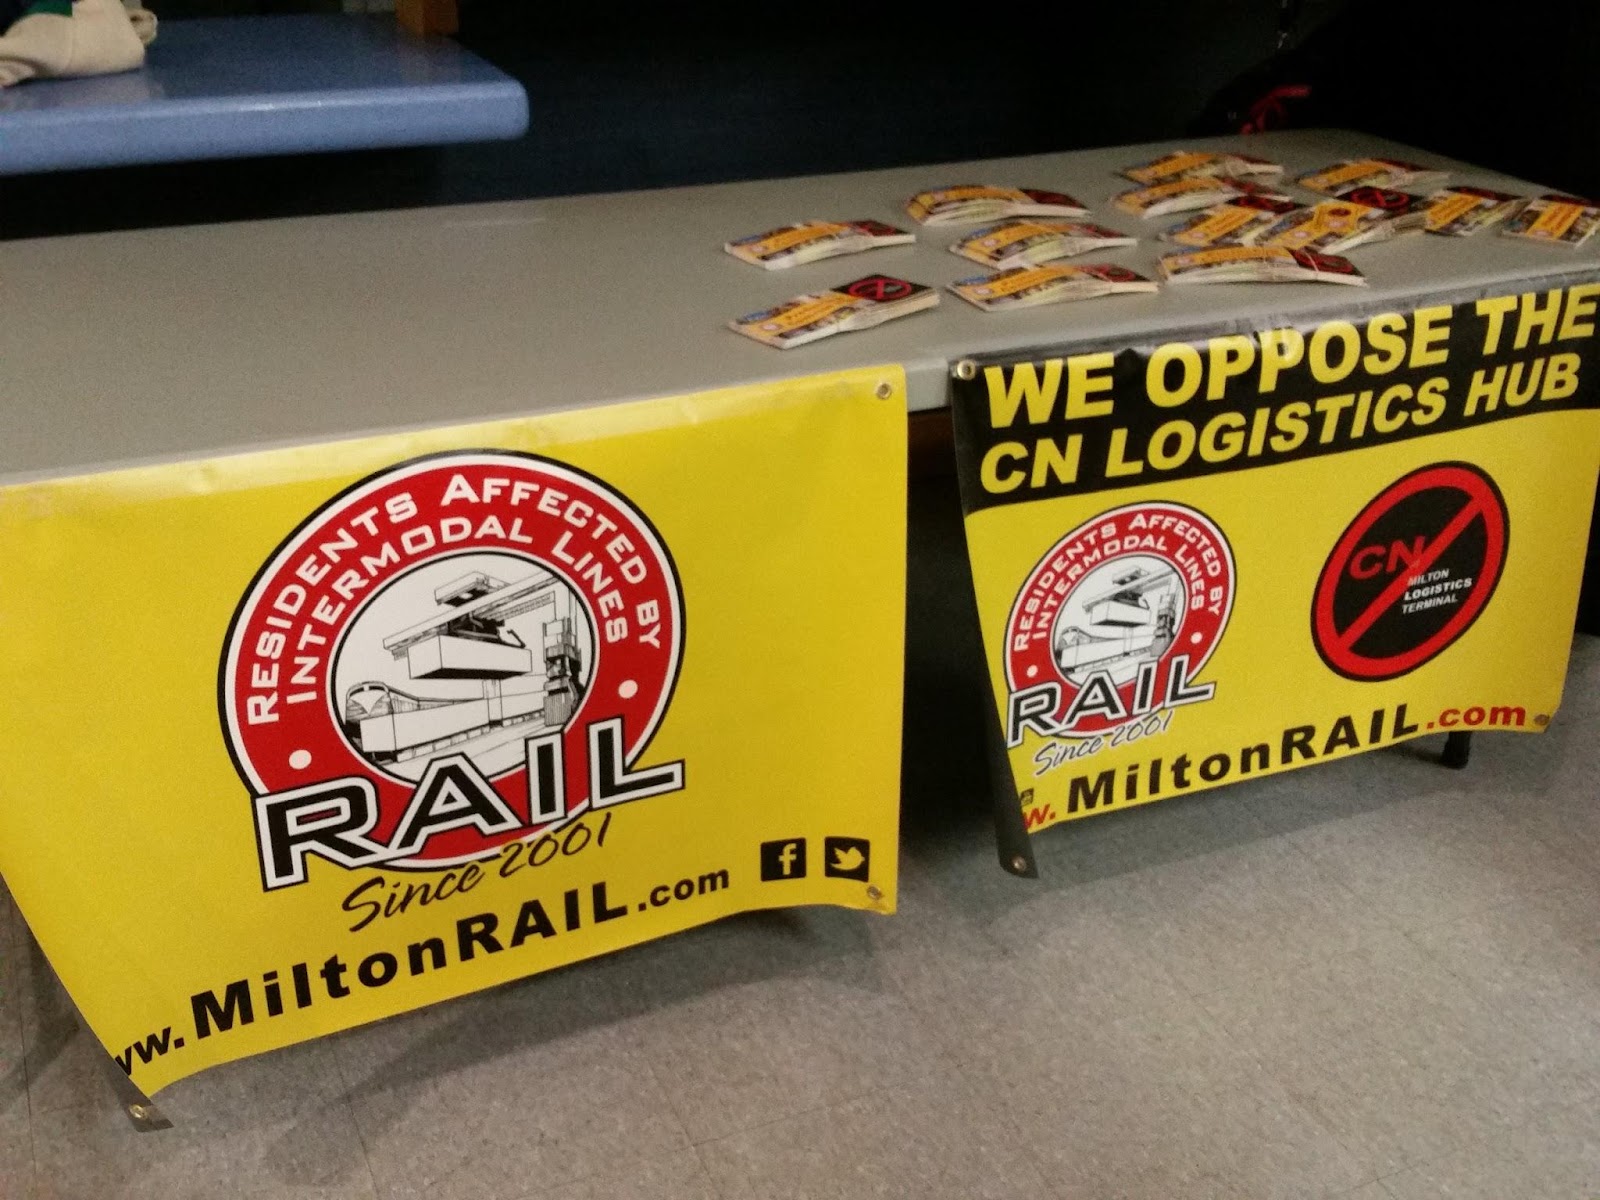 RESIDENTS AFFECTED BY
INTERMODAL LINES
RAIL
Since 2001
MiltonRAIL.com
WE OPPOSE THE
CN LOGISTICS HUB
RESIDENTS AFFECTED BY
INTERMODAL LINES
RAIL
Since 2001
CN
MILTON
LOGISTICS
TERMINAL
w.MiltonRAIL.com